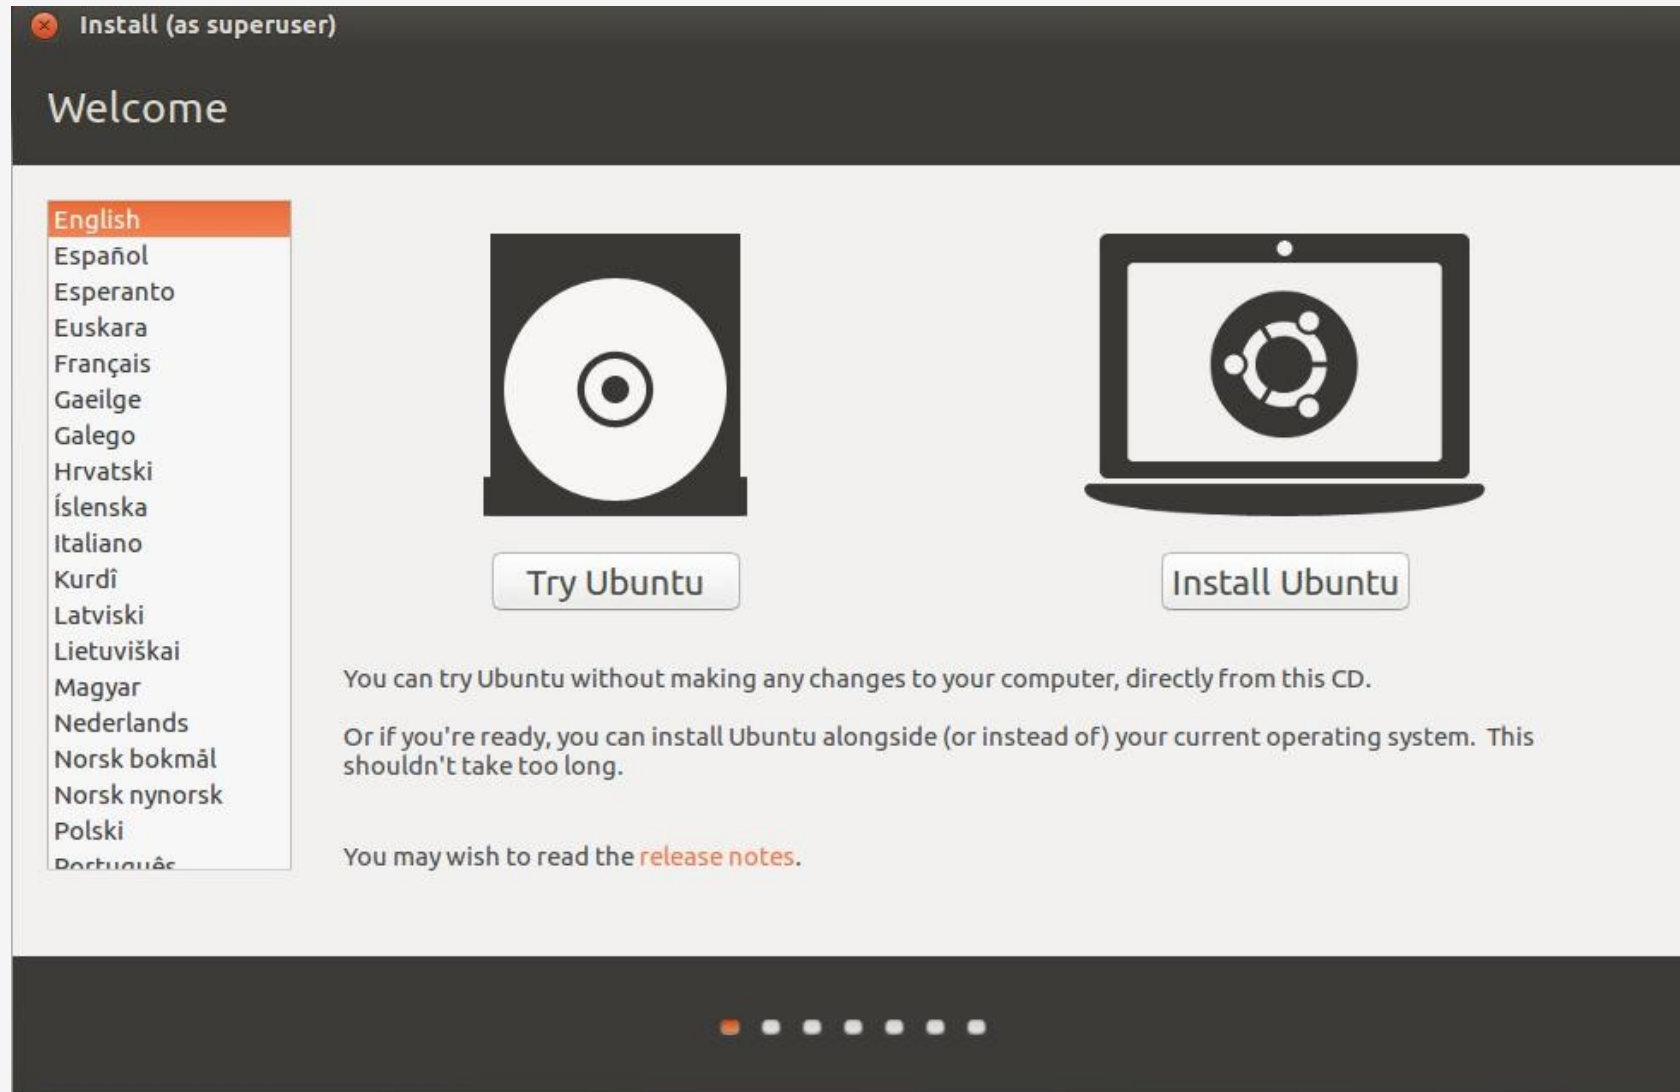 Install (as superuser)
Welcome
English
Español
Esperanto
Euskara
Français
Gaeilge
Galego
Hrvatski
Íslenska
Italiano
Kurdî
Latviski
Lietuviškai
Magyar
Nederlands
Norsk bokmål
Norsk nynorsk
Polski
Português
Try Ubuntu
Install Ubuntu
You can try Ubuntu without making any changes to your computer, directly from this CD.
Or if you're ready, you can install Ubuntu alongside (or instead of) your current operating system. This
shouldn't take too long.
You may wish to read the release notes.